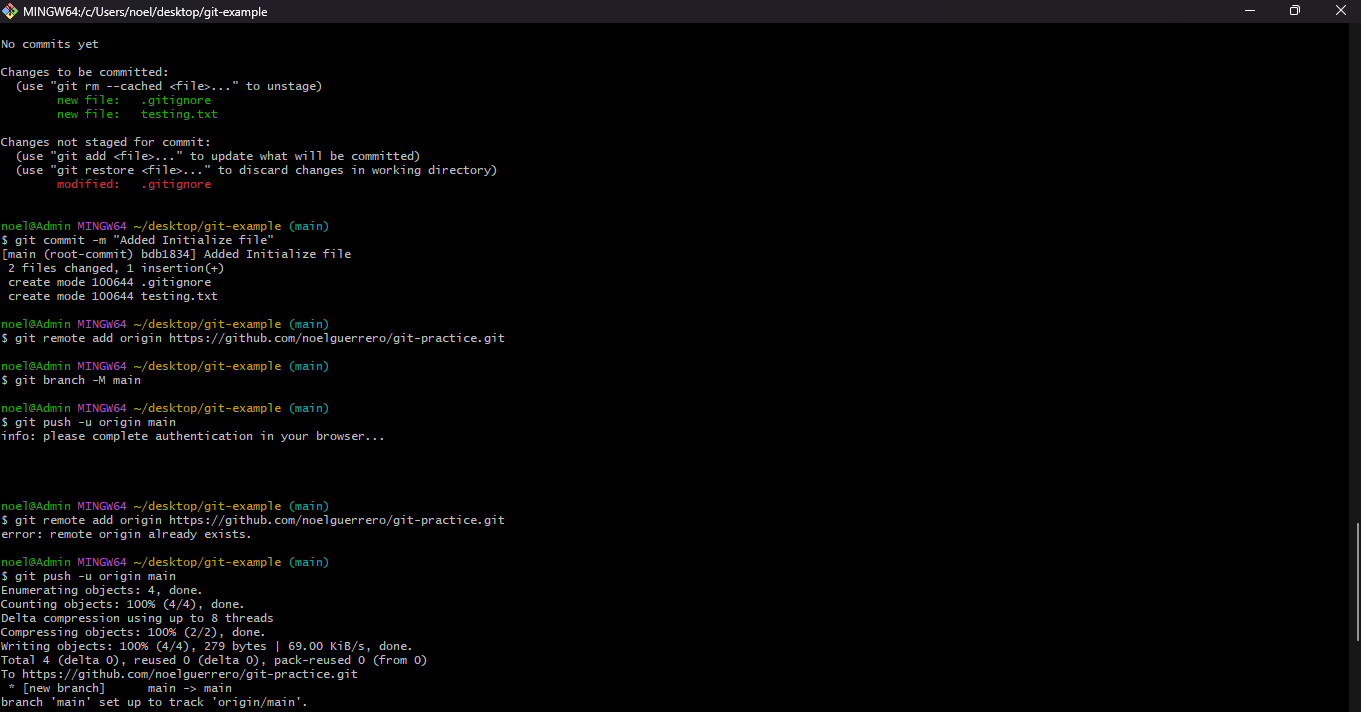 MINGW64:/c/Users/noel/desktop/git-example
No commits yet
Changes to be committed:
  (use "git rm --cached <file>..." to unstage)
        new file:   .gitignore
        new file:   testing.txt
Changes not staged for commit:
  (use "git add <file>..." to update what will be committed)
  (use "git restore <file>..." to discard changes in working directory)
        modified:   .gitignore
noel@Admin MINGW64 ~/desktop/git-example (main)
$ git commit -m "Added Initialize file"
[main (root-commit) bdb1834] Added Initialize file
 2 files changed, 1 insertion(+)
 create mode 100644 .gitignore
 create mode 100644 testing.txt
noel@Admin MINGW64 ~/desktop/git-example (main)
$ git remote add origin https://github.com/noelguerrero/git-practice.git
noel@Admin MINGW64 ~/desktop/git-example (main)
$ git branch -M main
noel@Admin MINGW64 ~/desktop/git-example (main)
$ git push -u origin main
info: please complete authentication in your browser...
noel@Admin MINGW64 ~/desktop/git-example (main)
$ git remote add origin https://github.com/noelguerrero/git-practice.git
error: remote origin already exists.
noel@Admin MINGW64 ~/desktop/git-example (main)
$ git push -u origin main
Enumerating objects: 4, done.
Counting objects: 100% (4/4), done.
Delta compression using up to 8 threads
Compressing objects: 100% (2/2), done.
Writing objects: 100% (4/4), 279 bytes | 69.00 KiB/s, done.
Total 4 (delta 0), reused 0 (delta 0), pack-reused 0 (from 0)
To https://github.com/noelguerrero/git-practice.git
 * [new branch]      main -> main
branch 'main' set up to track 'origin/main'.